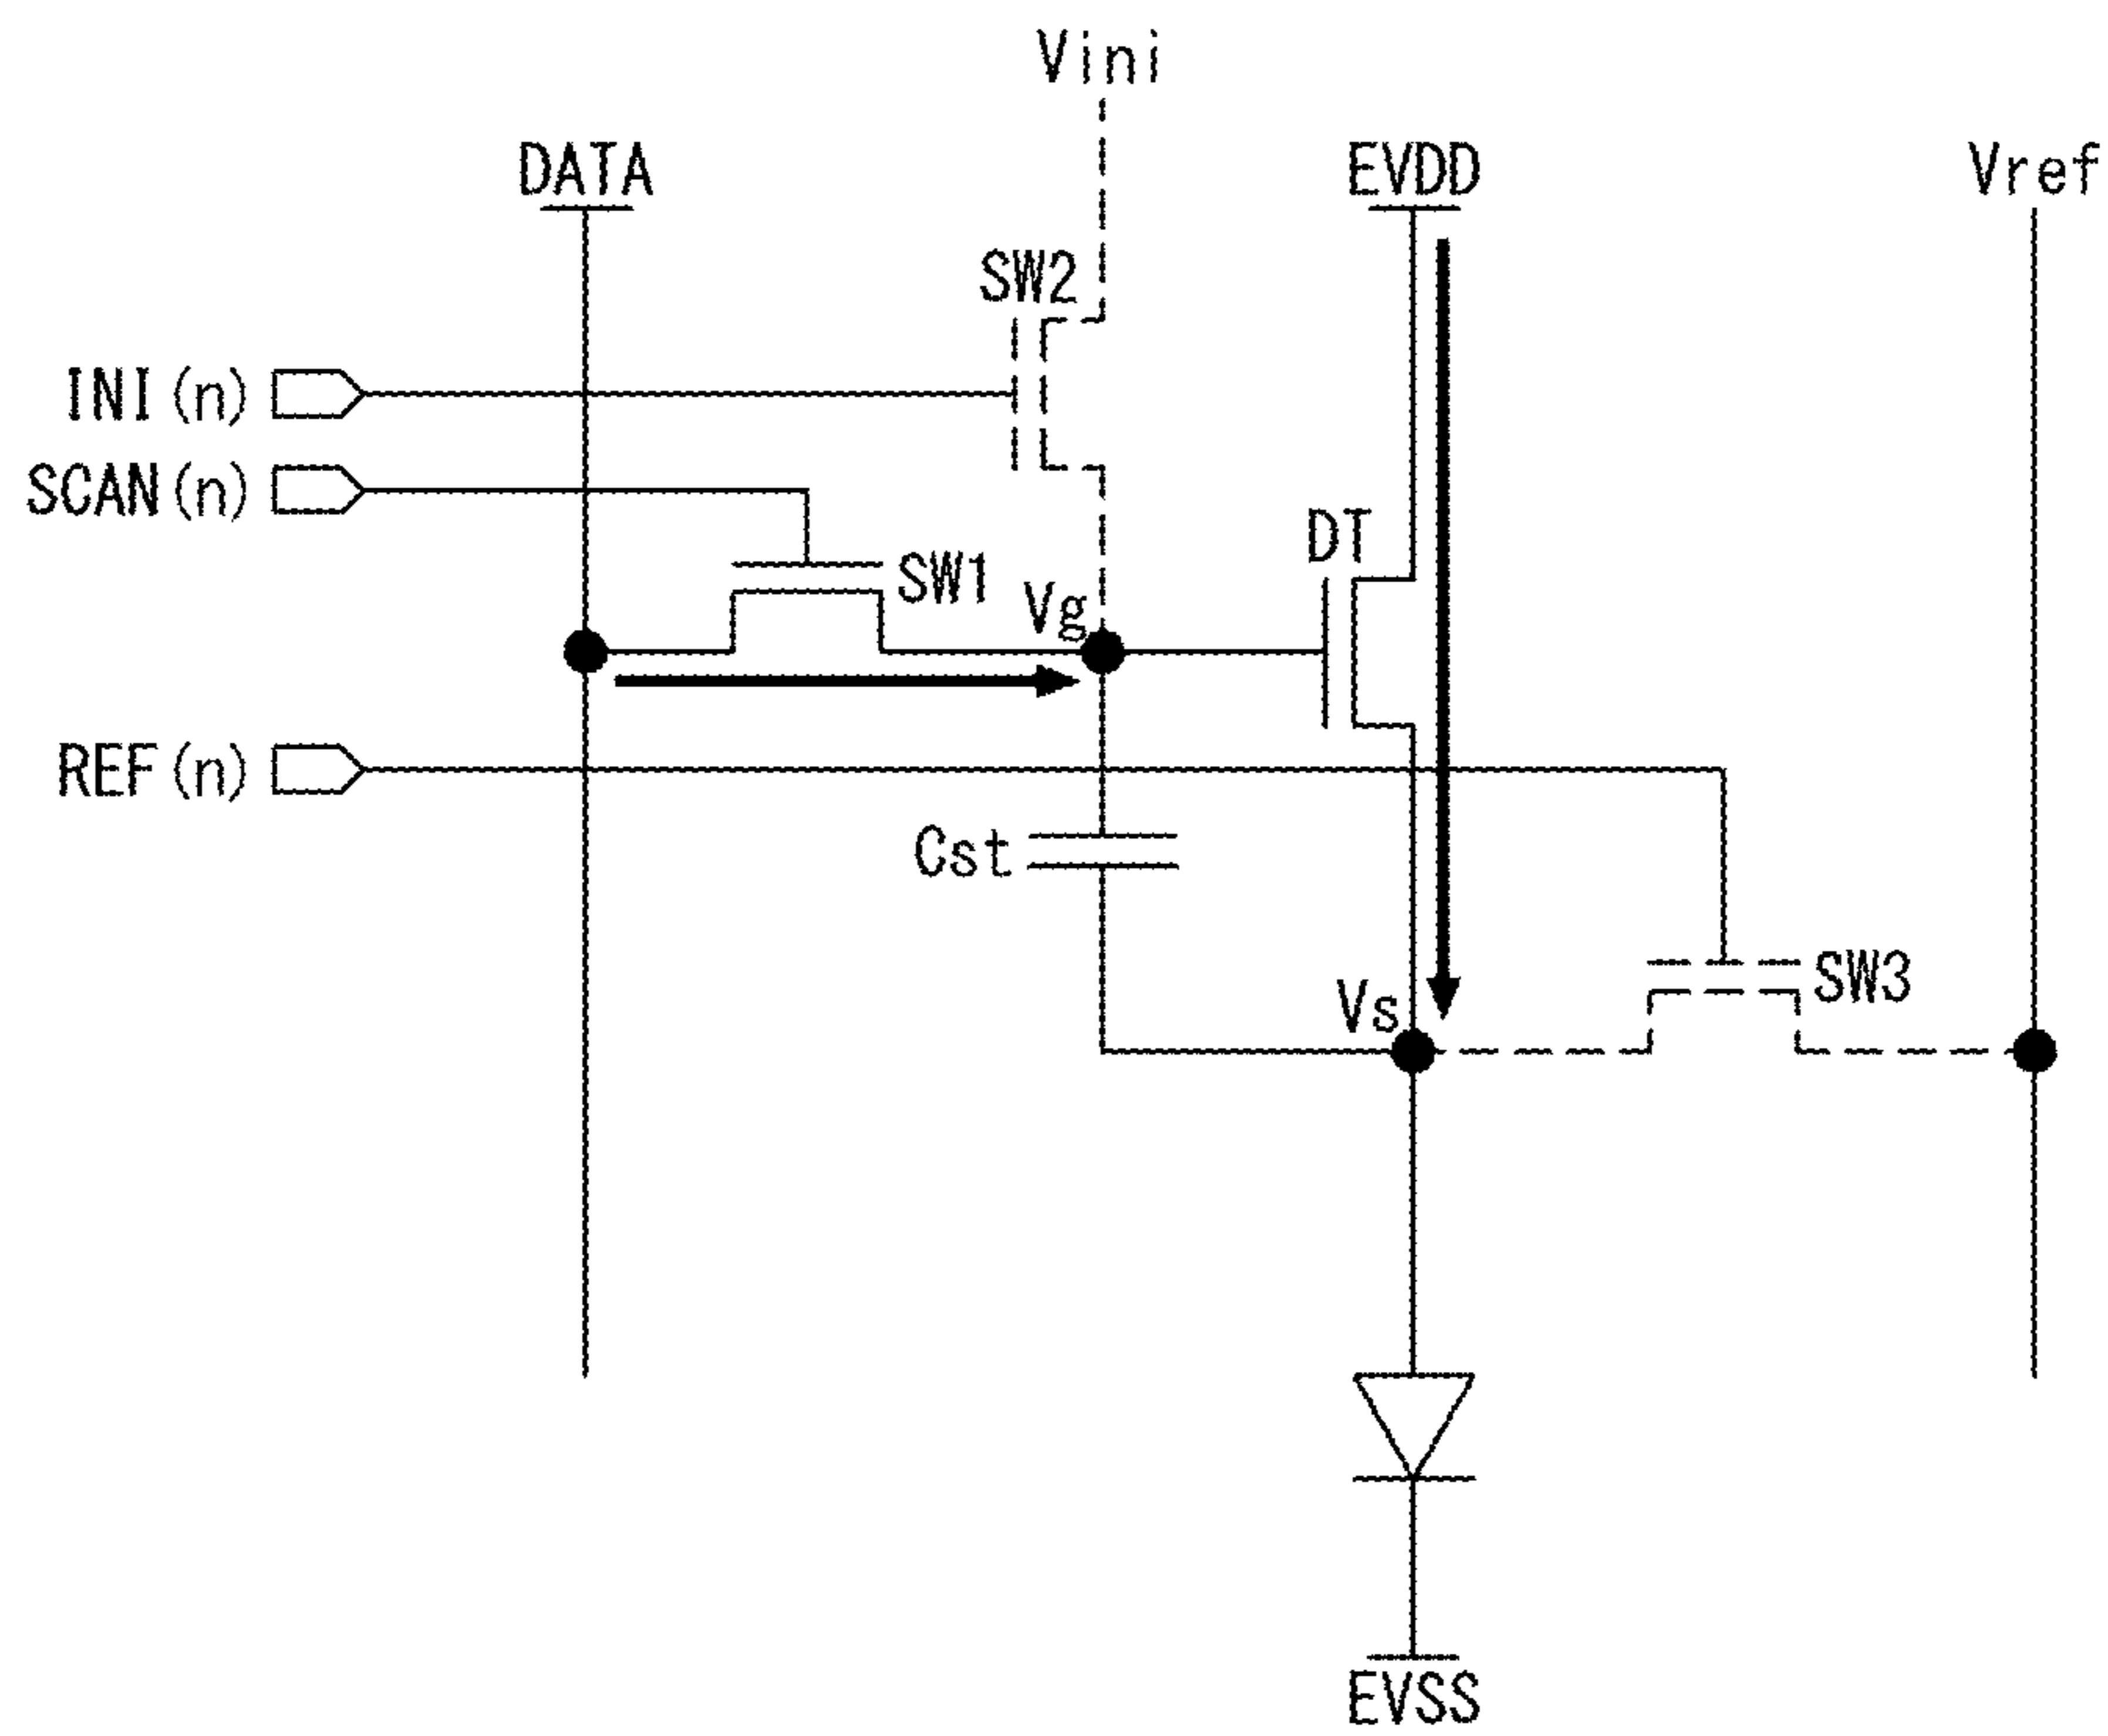 Vini
DATA
EVDD
Vref
SW2
INI(n)
SCAN(n)
DT
SW1
Vg
REF(n)
Cst
SW3
Vs
EVSS